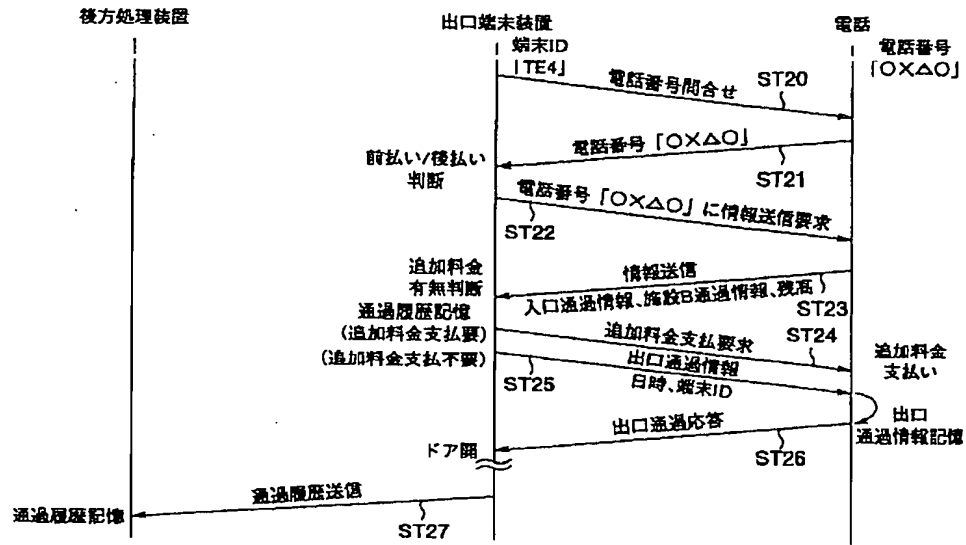 後方処理装置
出口端末装置
電話
端末ID
「TE4」
電話番号
「○×△○」
電話番号問合せ
ST20
電話番号「○×△○」
ST21
前払い/後払い
判断
電話番号「○×△○」に情報送信要求
ST22
追加料金
有無判断
情報送信
入口通過情報、施設B通過情報、残高
ST23
通過履歴記憶
(追加料金支払要)
追加料金支払要求
ST24
(追加料金支払不要)
出口通過情報
日時、端末ID
ST25
追加料金
支払い
出口
通過情報記憶
出口通過応答
ST26
ドア開
通過履歴送信
ST27
通過履歴記憶